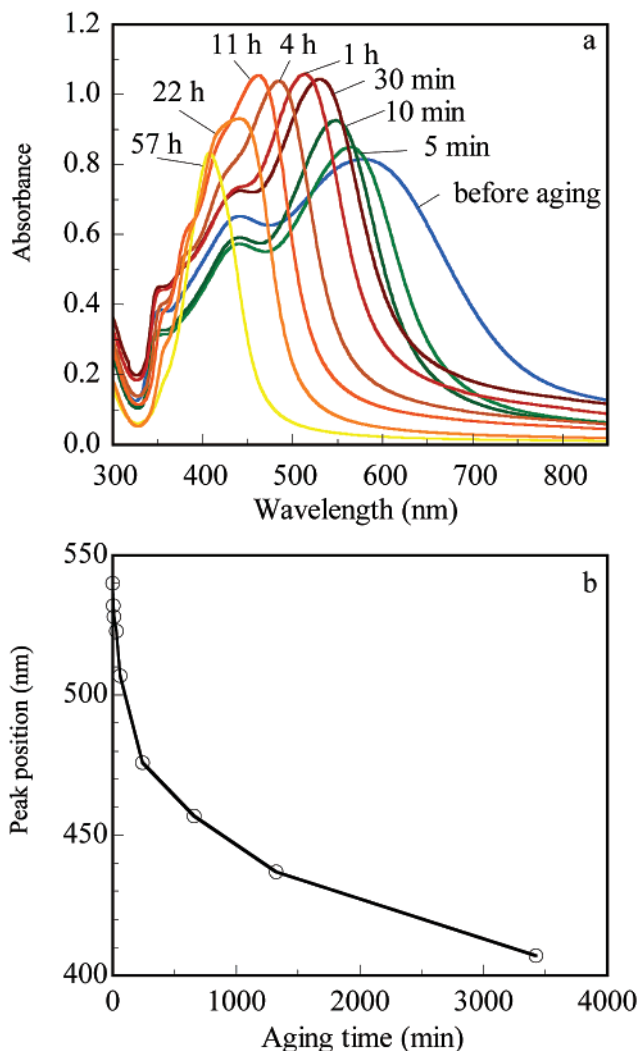 a
1.2
1.0
0.8
0.6
0.4
0.2
0.0
Absorbance
11 h
4 h
1 h
30 min
22 h
10 min
57 h
5 min
before aging
300 400 500 600 700 800
Wavelength (nm)
b
550
500
450
400
Peak position (nm)
0 1000 2000 3000 4000
Aging time (min)